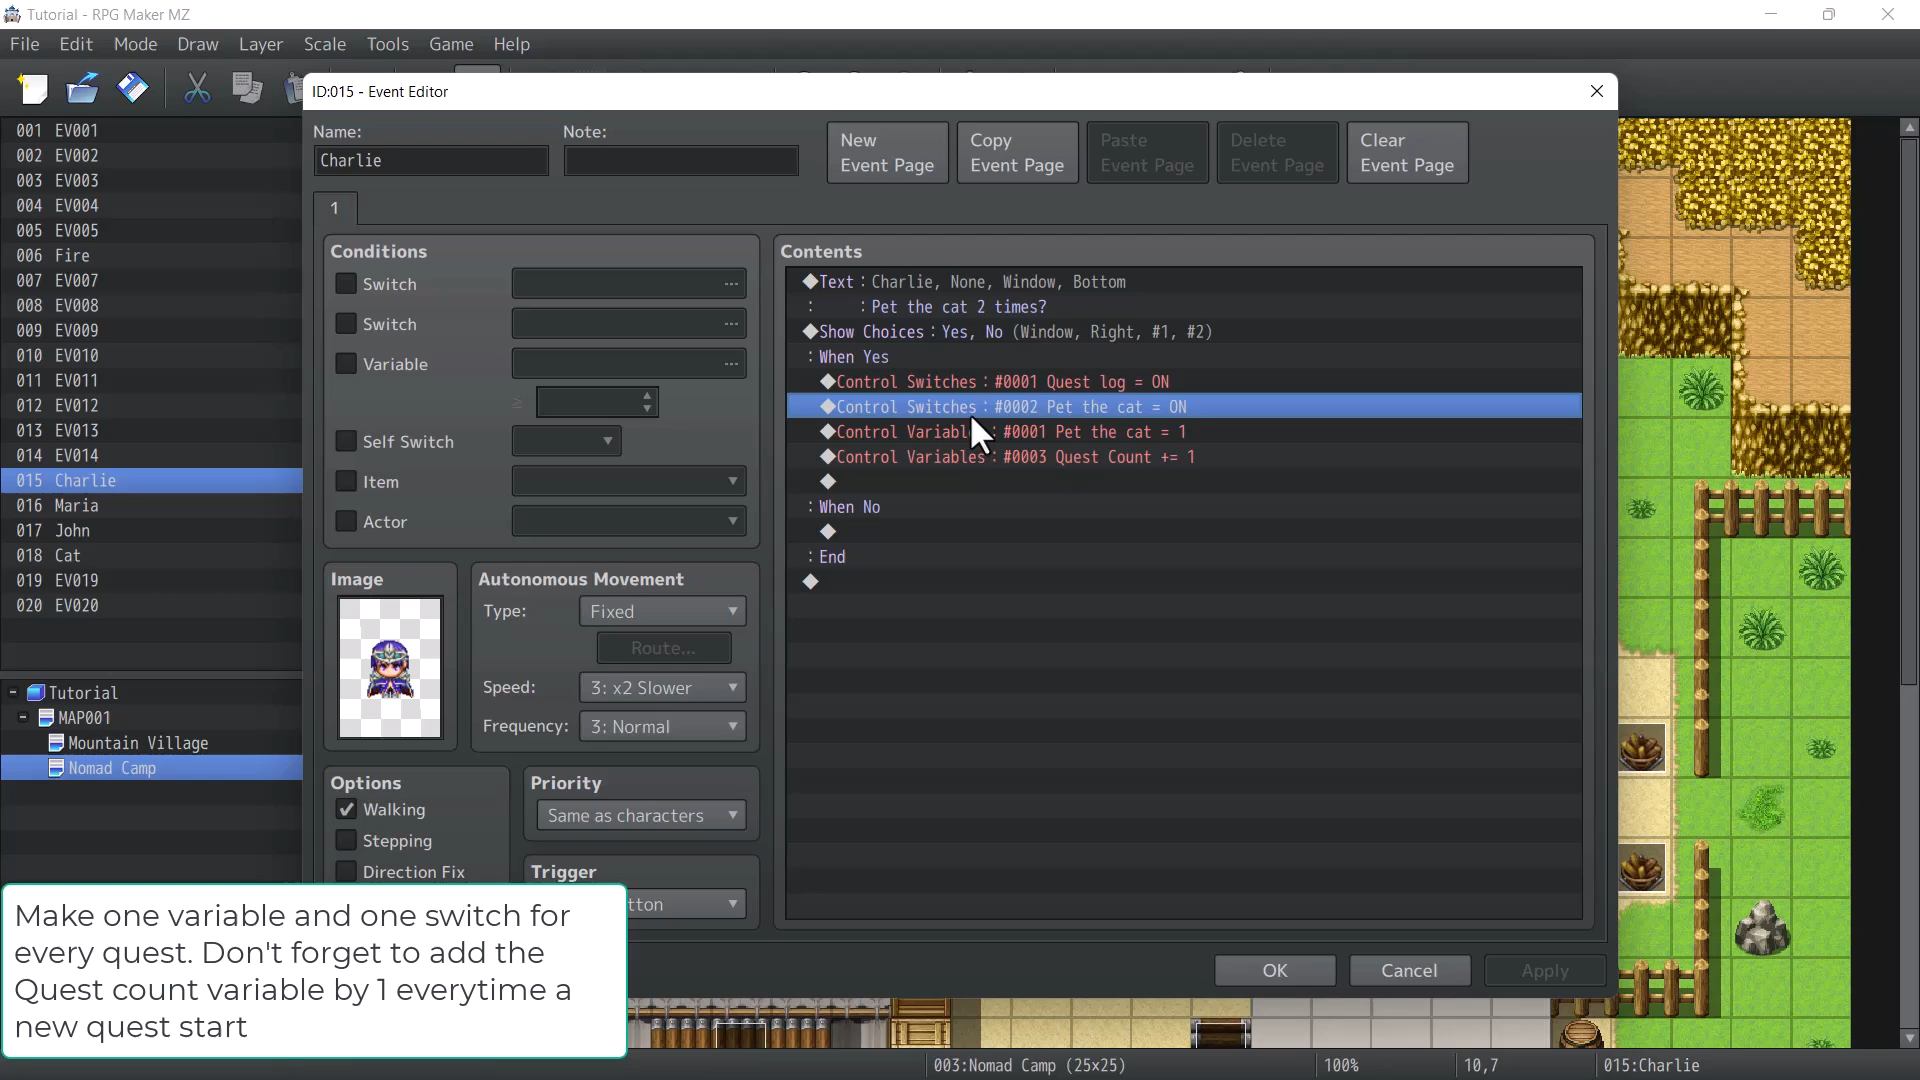 Tutorial - RPG Maker MZ
File Edit Mode Draw Layer Scale Tools Game Help
ID:015 - Event Editor
001 EV001
002 EV002
003 EV003
004 EV004
005 EV005
006 Fire
007 EV007
008 EV008
009 EV009
010 EV010
011 EV011
012 EV012
013 EV013
014 EV014
015 Charlie
016 Maria
017 John
018 Cat
019 EV019
020 EV020
Tutorial
MAP001
Mountain Village
Nomad Camp
Name:
Charlie
Note:
New
Event Page
Copy
Event Page
Paste
Event Page
Delete
Event Page
Clear
Event Page
1
Conditions
Switch ...
Switch ...
Variable ...
≥
Self Switch
Item
Actor
Image
Autonomous Movement
Type: Fixed
Route...
Speed: 3: x2 Slower
Frequency: 3: Normal
Options
Walking
Stepping
Direction Fix
Priority
Same as characters
Trigger
tton
Contents
◆Text : Charlie, None, Window, Bottom
: : Pet the cat 2 times?
◆Show Choices : Yes, No (Window, Right, #1, #2)
: When Yes
◆Control Switches : #0001 Quest log = ON
◆Control Switches : #0002 Pet the cat = ON
◆Control Variabl : #0001 Pet the cat = 1
◆Control Variables : #0003 Quest Count += 1
◆
: When No
◆
: End
◆
OK Cancel Apply
Make one variable and one switch for
every quest. Don't forget to add the
Quest count variable by 1 everytime a
new quest start
003:Nomad Camp (25x25) 100% 10,7 015:Charlie